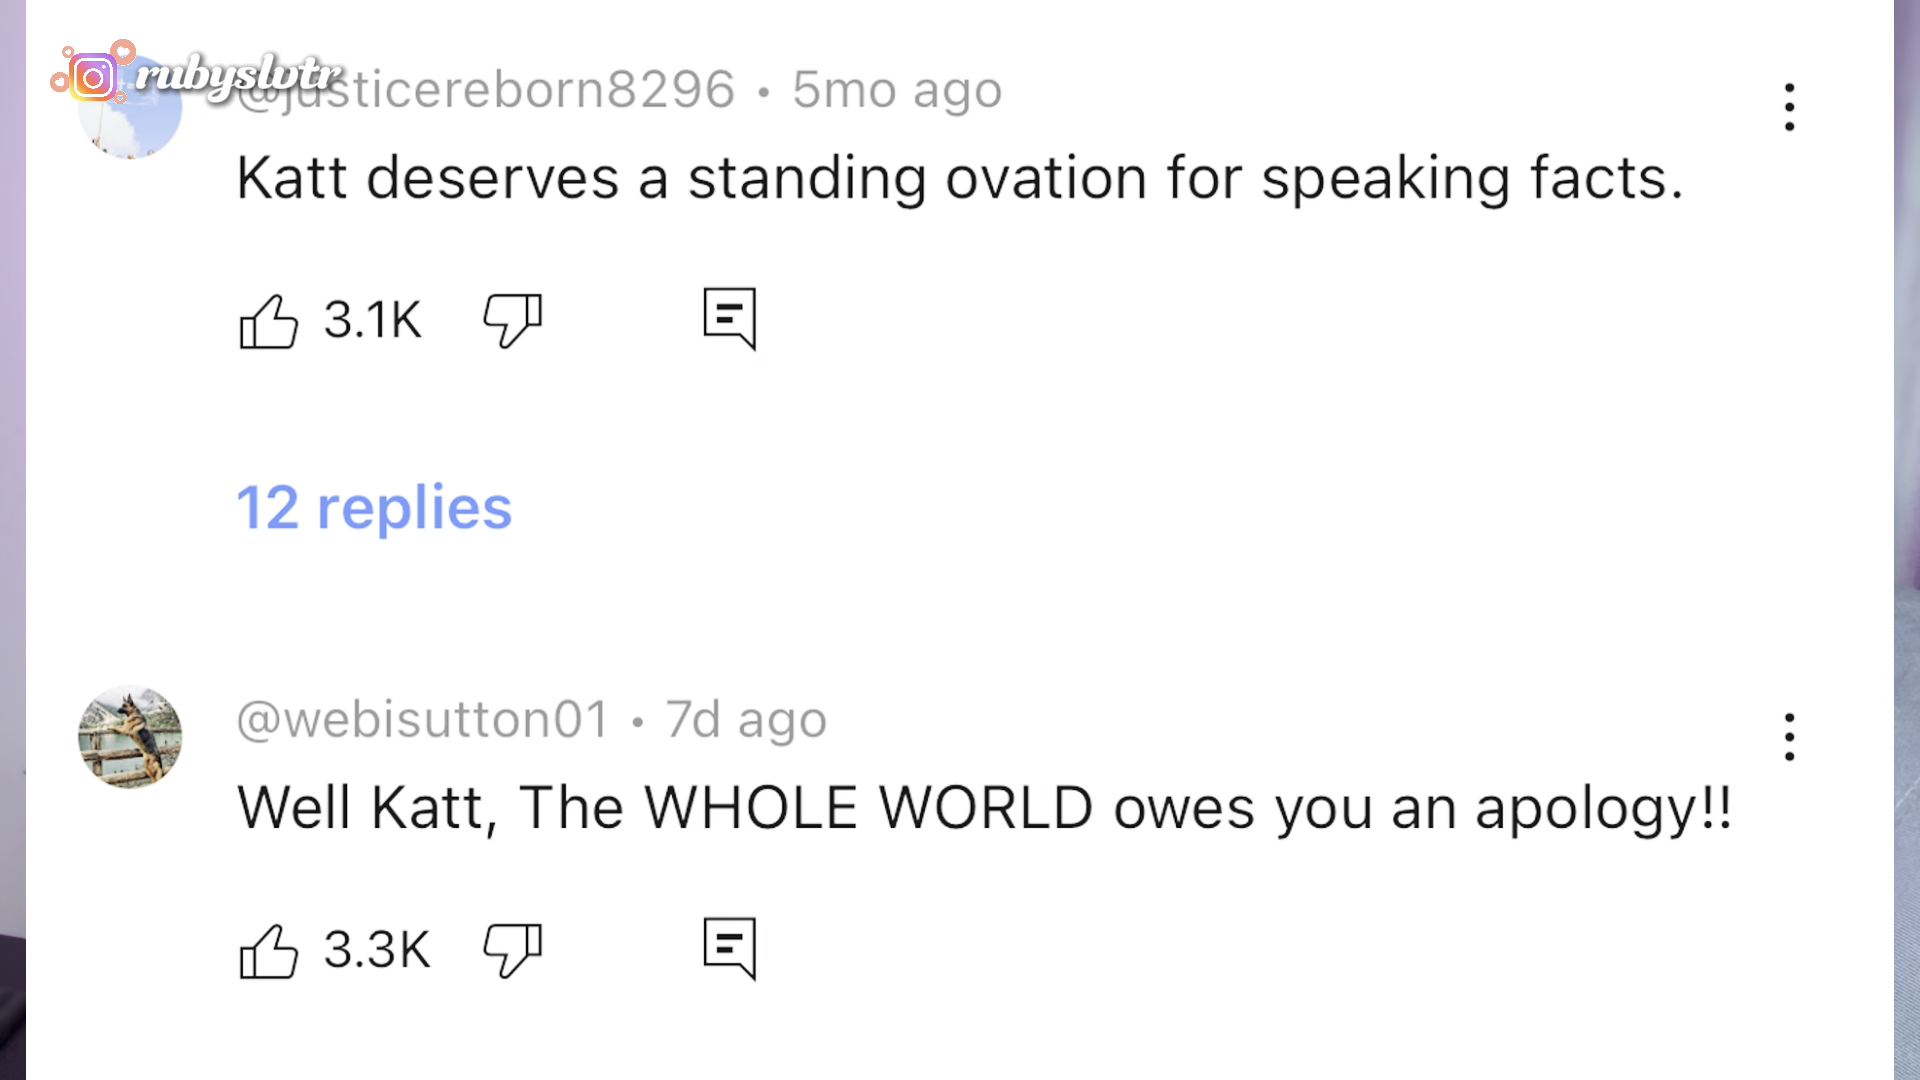 rubyslvtr
@justicereborn8296 • 5mo ago
Katt deserves a standing ovation for speaking facts.
3.1K
12 replies
@webisutton01 • 7d ago
Well Katt, The WHOLE WORLD owes you an apology!!
3.3K